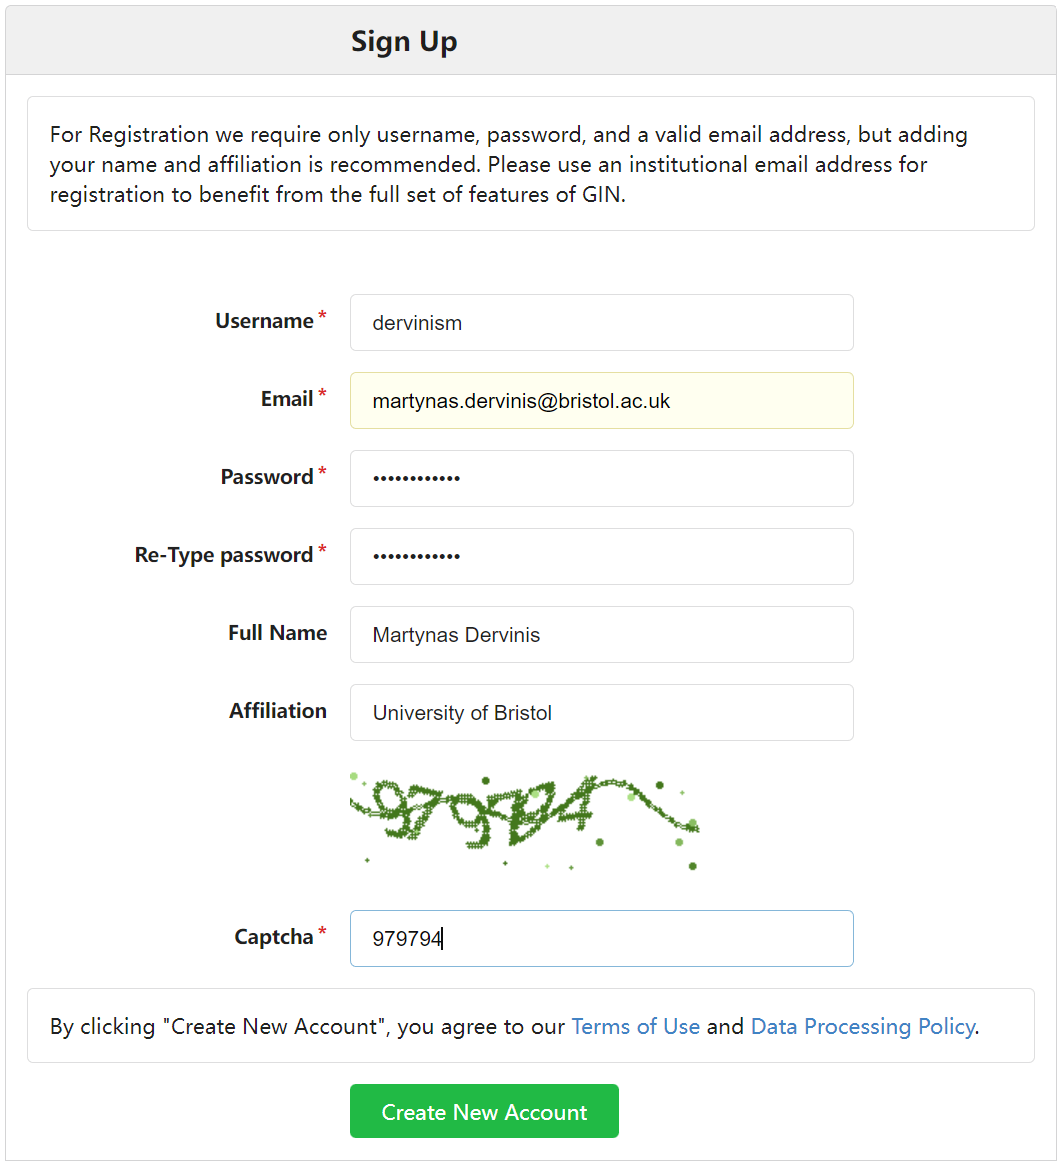 Sign Up
For Registration we require only username, password, and a valid email address, but adding
your name and affiliation is recommended. Please use an institutional email address for
registration to benefit from the full set of features of GIN.
Username *
dervinism
Email *
martynas.dervinis@bristol.ac.uk
Password *
••••••••••••
Re-Type password *
••••••••••••
Full Name
Martynas Dervinis
Affiliation
University of Bristol
Captcha *
979794
By clicking "Create New Account", you agree to our Terms of Use and Data Processing Policy.
Create New Account